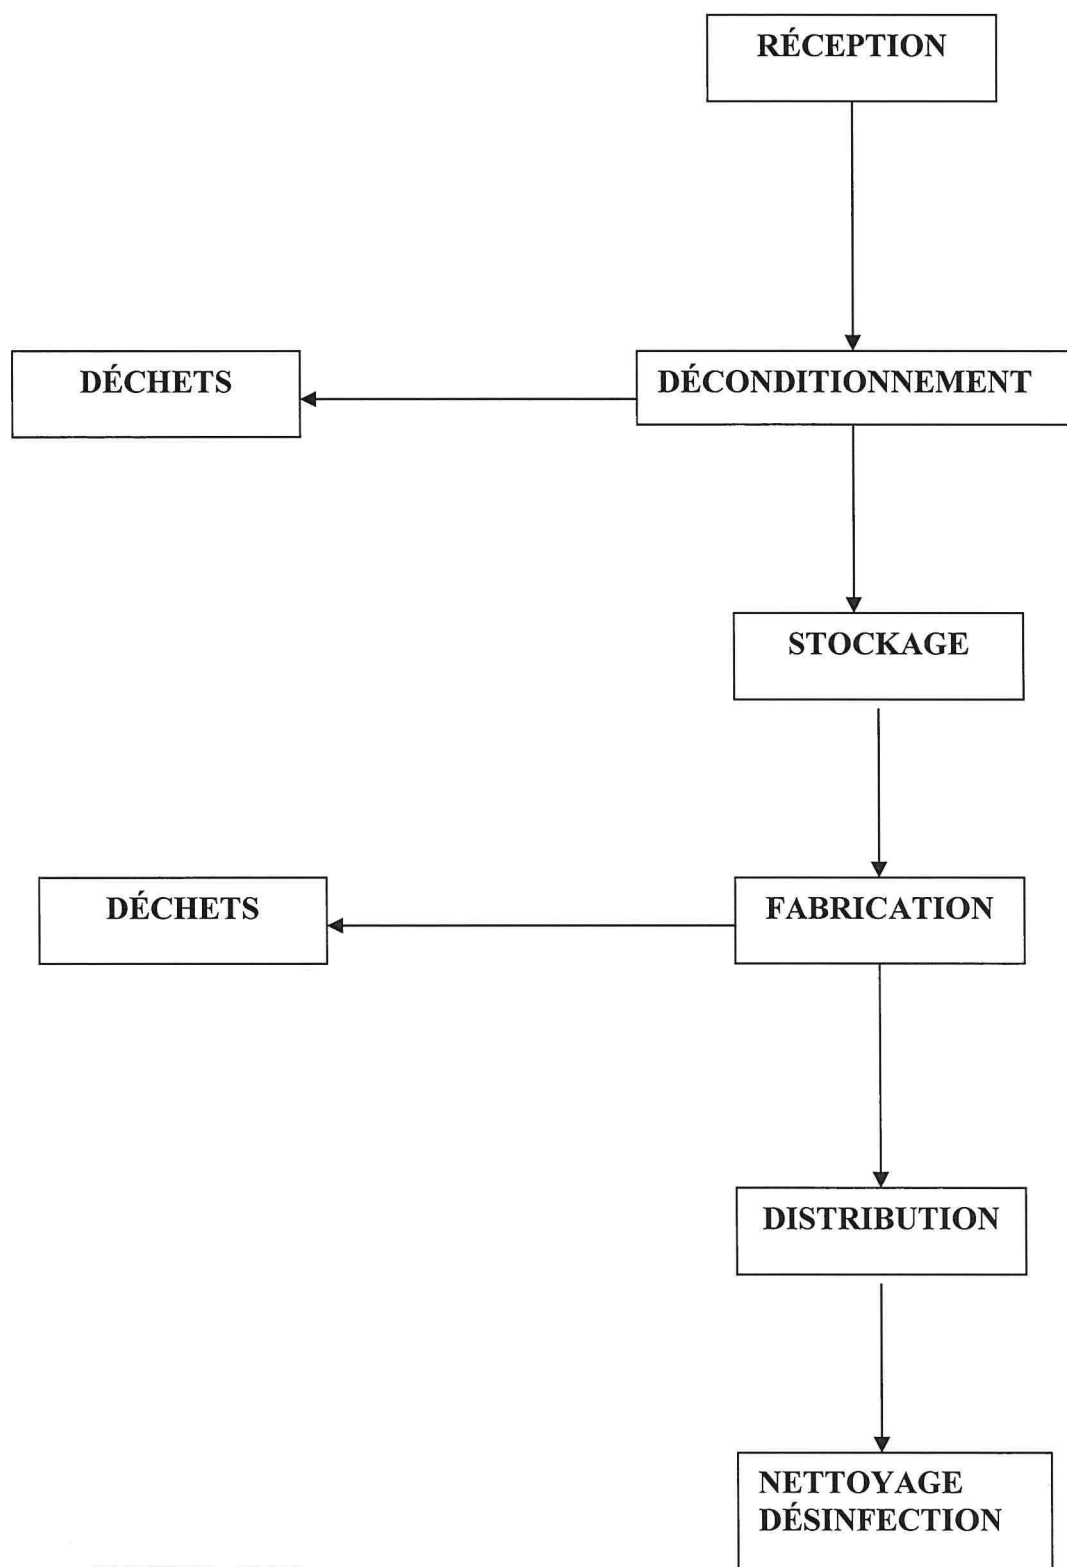 RÉCEPTION
DÉCHETS
DÉCONDITIONNEMENT
STOCKAGE
DÉCHETS
FABRICATION
DISTRIBUTION
NETTOYAGE
DÉSINFECTION